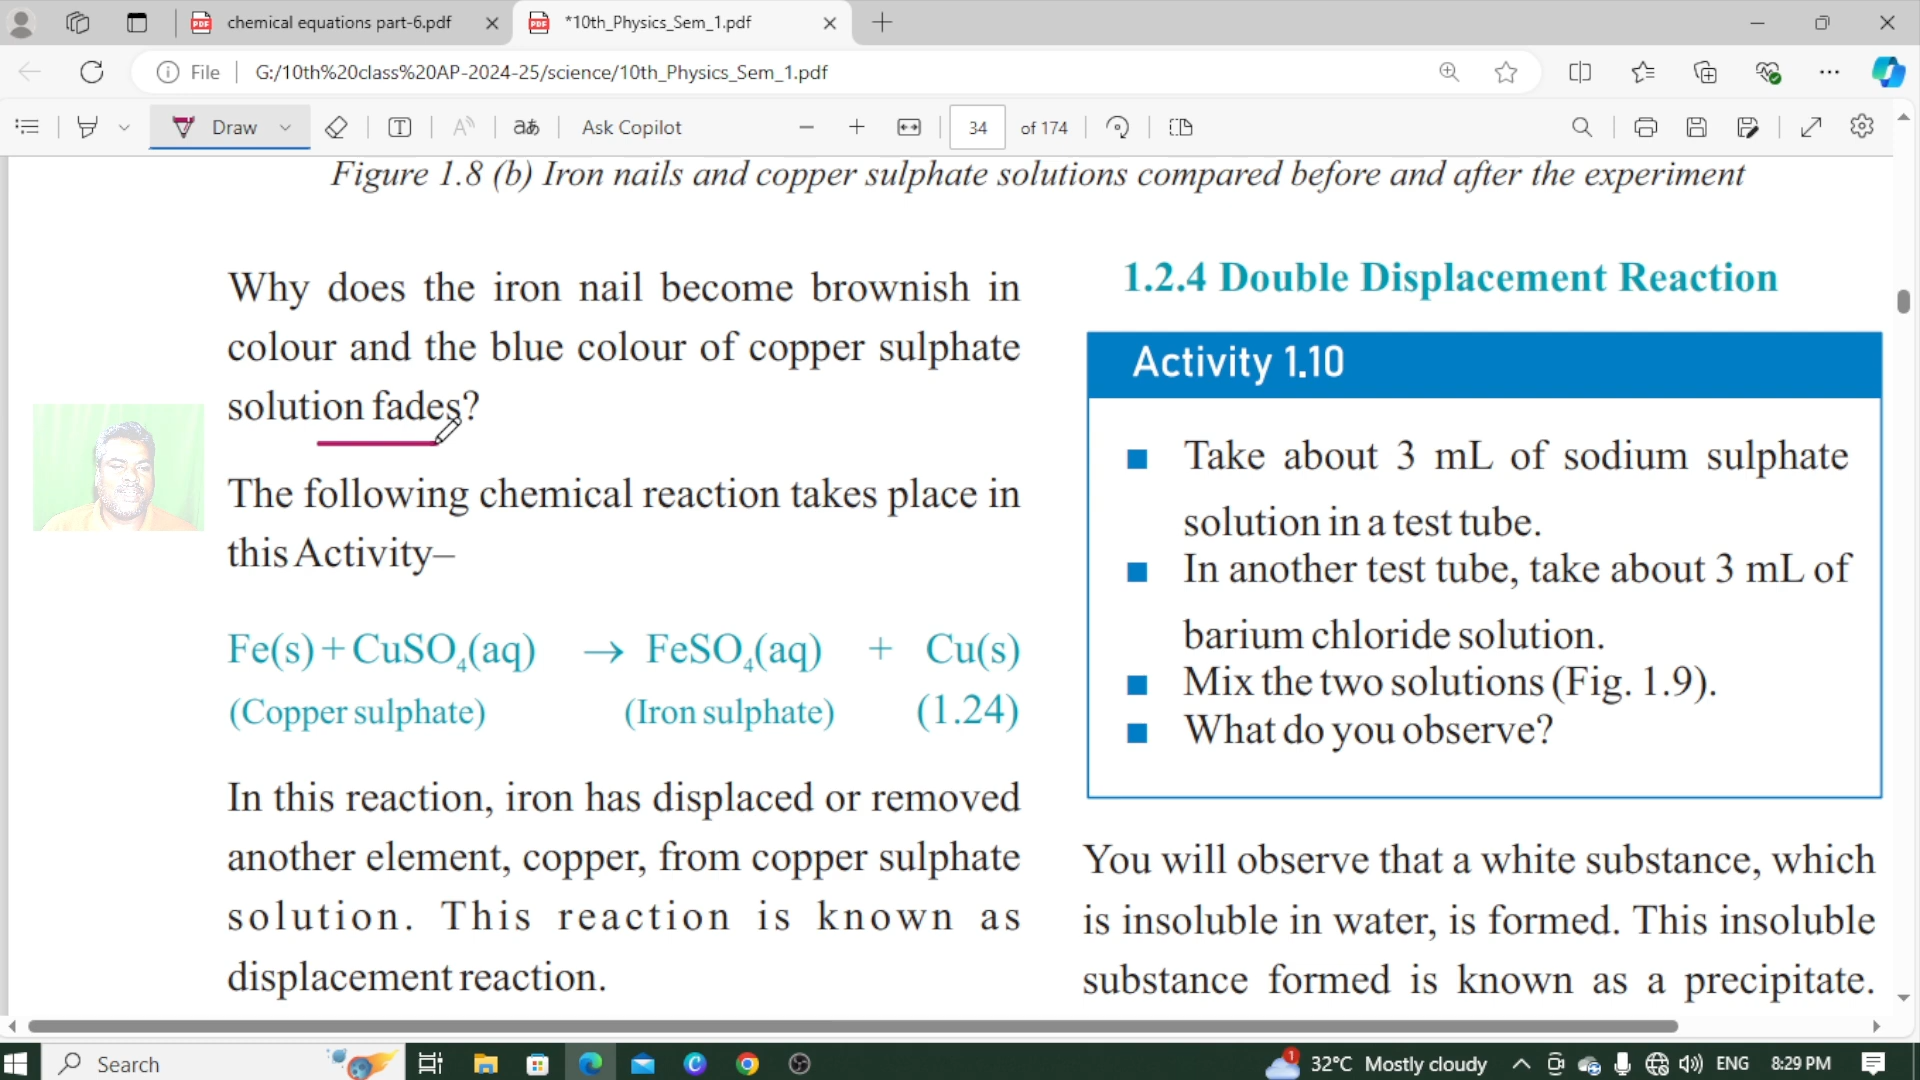 chemical equations part-6.pdf
*10th_Physics_Sem_1.pdf
File
G:/10th%20class%20AP-2024-25/science/10th_Physics_Sem_1.pdf
Draw
Ask Copilot
34
of 174
Figure 1.8 (b) Iron nails and copper sulphate solutions compared before and after the experiment
Why does the iron nail become brownish in
colour and the blue colour of copper sulphate
solution fades?
The following chemical reaction takes place in
this Activity–
Fe(s) + CuSO₄(aq) → FeSO₄(aq) + Cu(s)
(Copper sulphate) (Iron sulphate) (1.24)
In this reaction, iron has displaced or removed
another element, copper, from copper sulphate
solution. This reaction is known as
displacement reaction.
1.2.4 Double Displacement Reaction
Activity 1.10
■ Take about 3 mL of sodium sulphate
solution in a test tube.
■ In another test tube, take about 3 mL of
barium chloride solution.
■ Mix the two solutions (Fig. 1.9).
■ What do you observe?
You will observe that a white substance, which
is insoluble in water, is formed. This insoluble
substance formed is known as a precipitate.
Search
1
32°C Mostly cloudy
ENG
8:29 PM